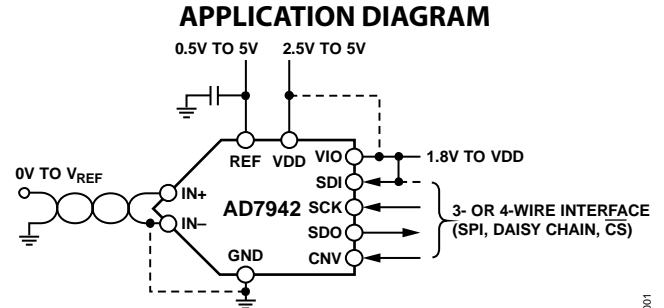 APPLICATION DIAGRAM
0.5V TO 5V 2.5V TO 5V
REF VDD VIO 1.8V TO VDD
0V TO VREF
IN+ SDI
AD7942 SCK
IN– SDO
GND CNV
3- OR 4-WIRE INTERFACE
(SPI, DAISY CHAIN, C̅S̅)
001